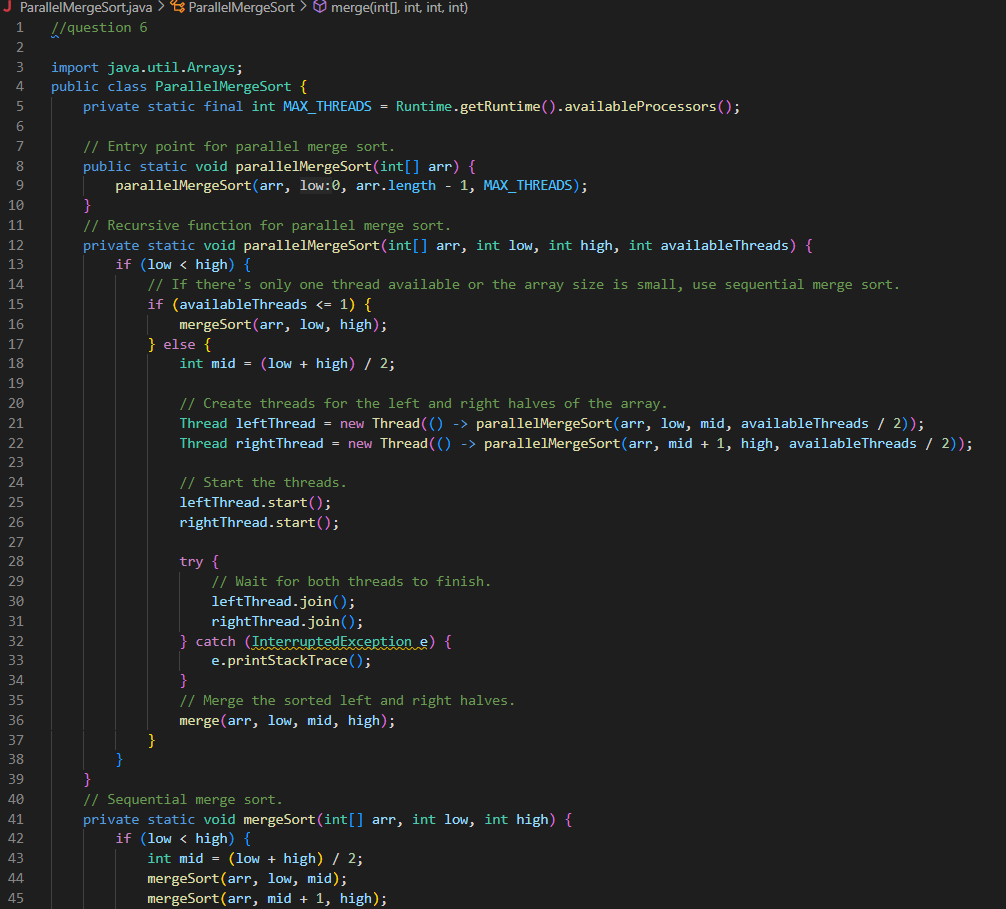 ParallelMergeSort.java > ParallelMergeSort > merge(int[], int, int, int)
1 //question 6
2
3 import java.util.Arrays;
4 public class ParallelMergeSort {
5 private static final int MAX_THREADS = Runtime.getRuntime().availableProcessors();
6
7 // Entry point for parallel merge sort.
8 public static void parallelMergeSort(int[] arr) {
9 parallelMergeSort(arr, low:0, arr.length - 1, MAX_THREADS);
10 }
11 // Recursive function for parallel merge sort.
12 private static void parallelMergeSort(int[] arr, int low, int high, int availableThreads) {
13 if (low < high) {
14 // If there's only one thread available or the array size is small, use sequential merge sort.
15 if (availableThreads <= 1) {
16 mergeSort(arr, low, high);
17 } else {
18 int mid = (low + high) / 2;
19
20 // Create threads for the left and right halves of the array.
21 Thread leftThread = new Thread(() -> parallelMergeSort(arr, low, mid, availableThreads / 2));
22 Thread rightThread = new Thread(() -> parallelMergeSort(arr, mid + 1, high, availableThreads / 2));
23
24 // Start the threads.
25 leftThread.start();
26 rightThread.start();
27
28 try {
29 // Wait for both threads to finish.
30 leftThread.join();
31 rightThread.join();
32 } catch (InterruptedException e) {
33 e.printStackTrace();
34 }
35 // Merge the sorted left and right halves.
36 merge(arr, low, mid, high);
37 }
38 }
39 }
40 // Sequential merge sort.
41 private static void mergeSort(int[] arr, int low, int high) {
42 if (low < high) {
43 int mid = (low + high) / 2;
44 mergeSort(arr, low, mid);
45 mergeSort(arr, mid + 1, high);